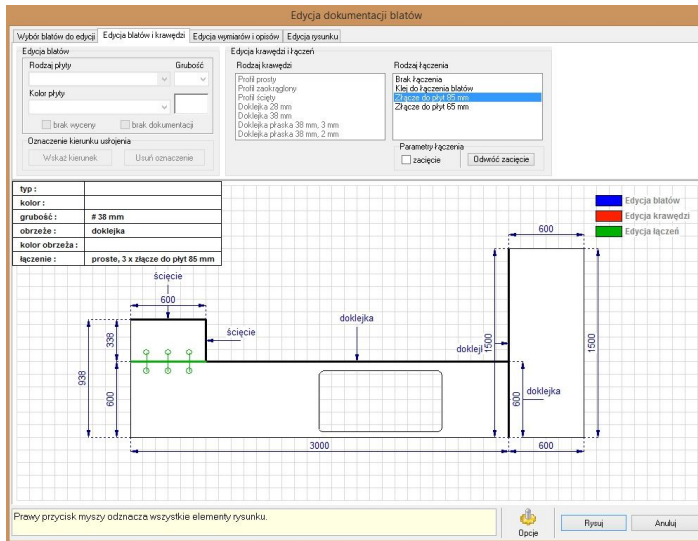 Edycja dokumentacji blatów
Wybór blatów do edycji Edycja blatów i krawędzi Edycja wymiarów i opisów Edycja rysunku
Edycja blatów
Rodzaj płyty Grubość
Kolor płyty
brak wyceny brak dokumentacji
Oznaczenie kierunku usłojenia
Wskaż kierunek Usuń oznaczenie
Edycja krawędzi i łączeń
Rodzaj krawędzi
Profil prosty
Profil zaokrąglony
Profil ścięty
Doklejka 28 mm
Doklejka 38 mm
Doklejka płaska 38 mm, 3 mm
Doklejka płaska 38 mm, 2 mm
Rodzaj łączenia
Brak łączenia
Klej do łączenia blatów
Złącze do płyt 85 mm
Złącze do płyt 65 mm
Parametry łączenia
zacięcie Odwróć zacięcie
typ :
kolor :
grubość : # 38 mm
obrzeże : doklejka
kolor obrzeża :
łączenie : proste, 3 x złącze do płyt 85 mm
Edycja blatów
Edycja krawędzi
Edycja łączeń
600
ścięcie
600
doklejka
ścięcie
338
938
600
doklej
1500
1500
600
doklejka
3000
600
Prawy przycisk myszy odznacza wszystkie elementy rysunku.
Opcje
Rysuj
Anuluj